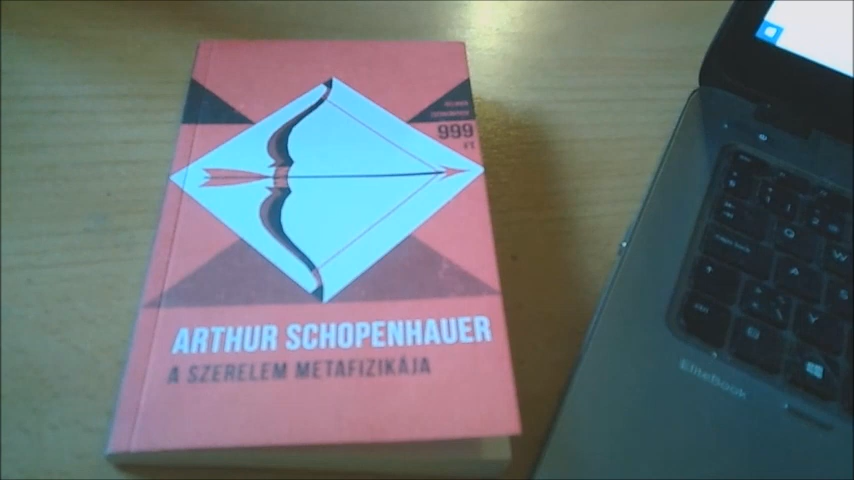 999
FT
ARTHUR SCHOPENHAUER
A SZERELEM METAFIZIKÁJA
Q
W
A
S
Y
EliteBook